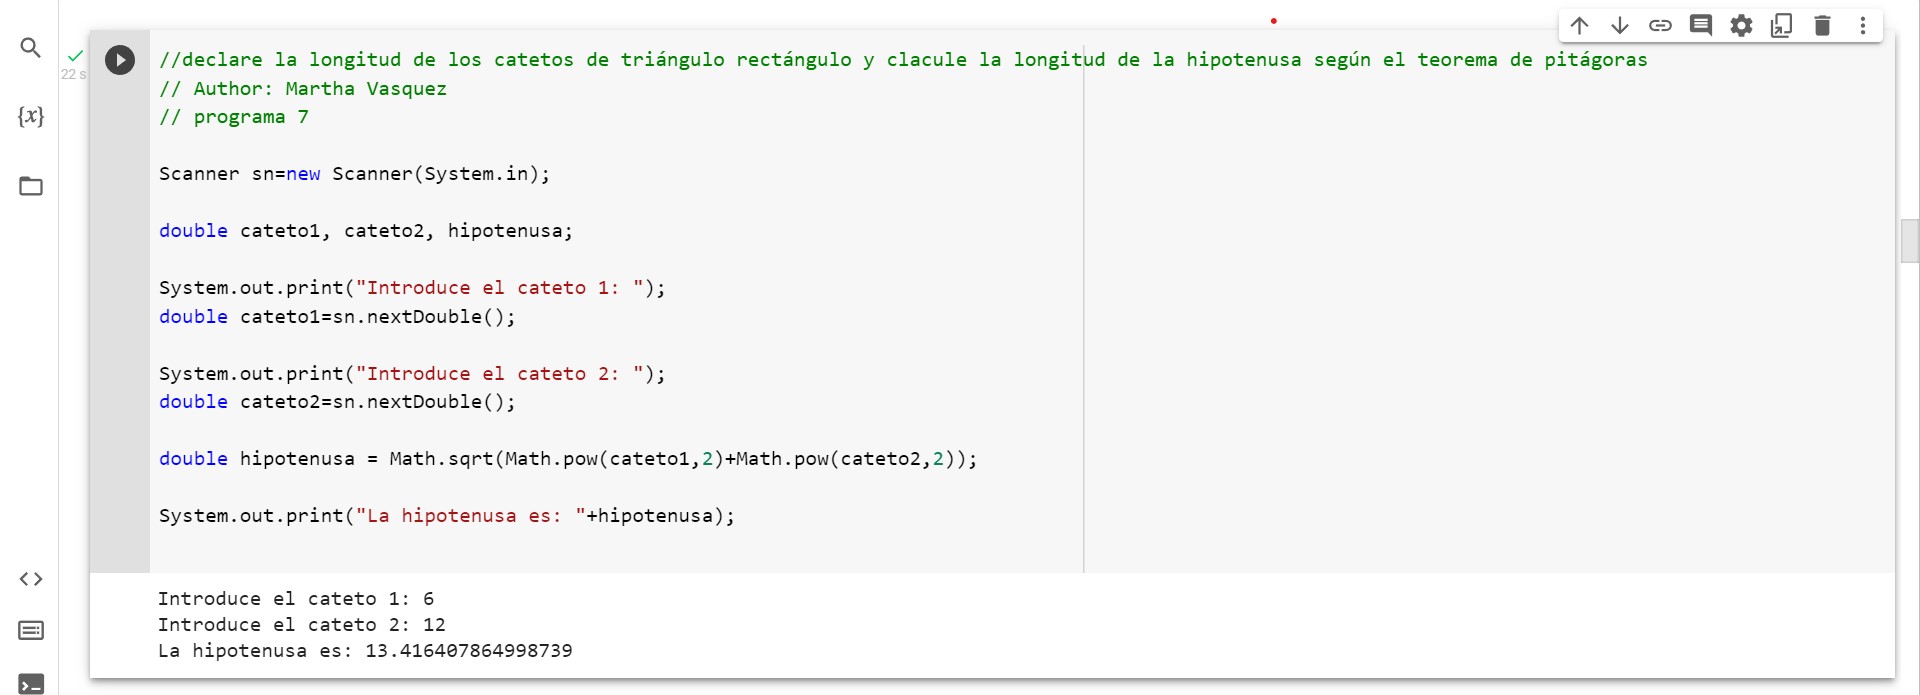 {x}
22 s
//declare la longitud de los catetos de triángulo rectángulo y clacule la longitud de la hipotenusa según el teorema de pitágoras
// Author: Martha Vasquez
// programa 7
Scanner sn=new Scanner(System.in);
double cateto1, cateto2, hipotenusa;
System.out.print("Introduce el cateto 1: ");
double cateto1=sn.nextDouble();
System.out.print("Introduce el cateto 2: ");
double cateto2=sn.nextDouble();
double hipotenusa = Math.sqrt(Math.pow(cateto1,2)+Math.pow(cateto2,2));
System.out.print("La hipotenusa es: "+hipotenusa);
Introduce el cateto 1: 6
Introduce el cateto 2: 12
La hipotenusa es: 13.416407864998739